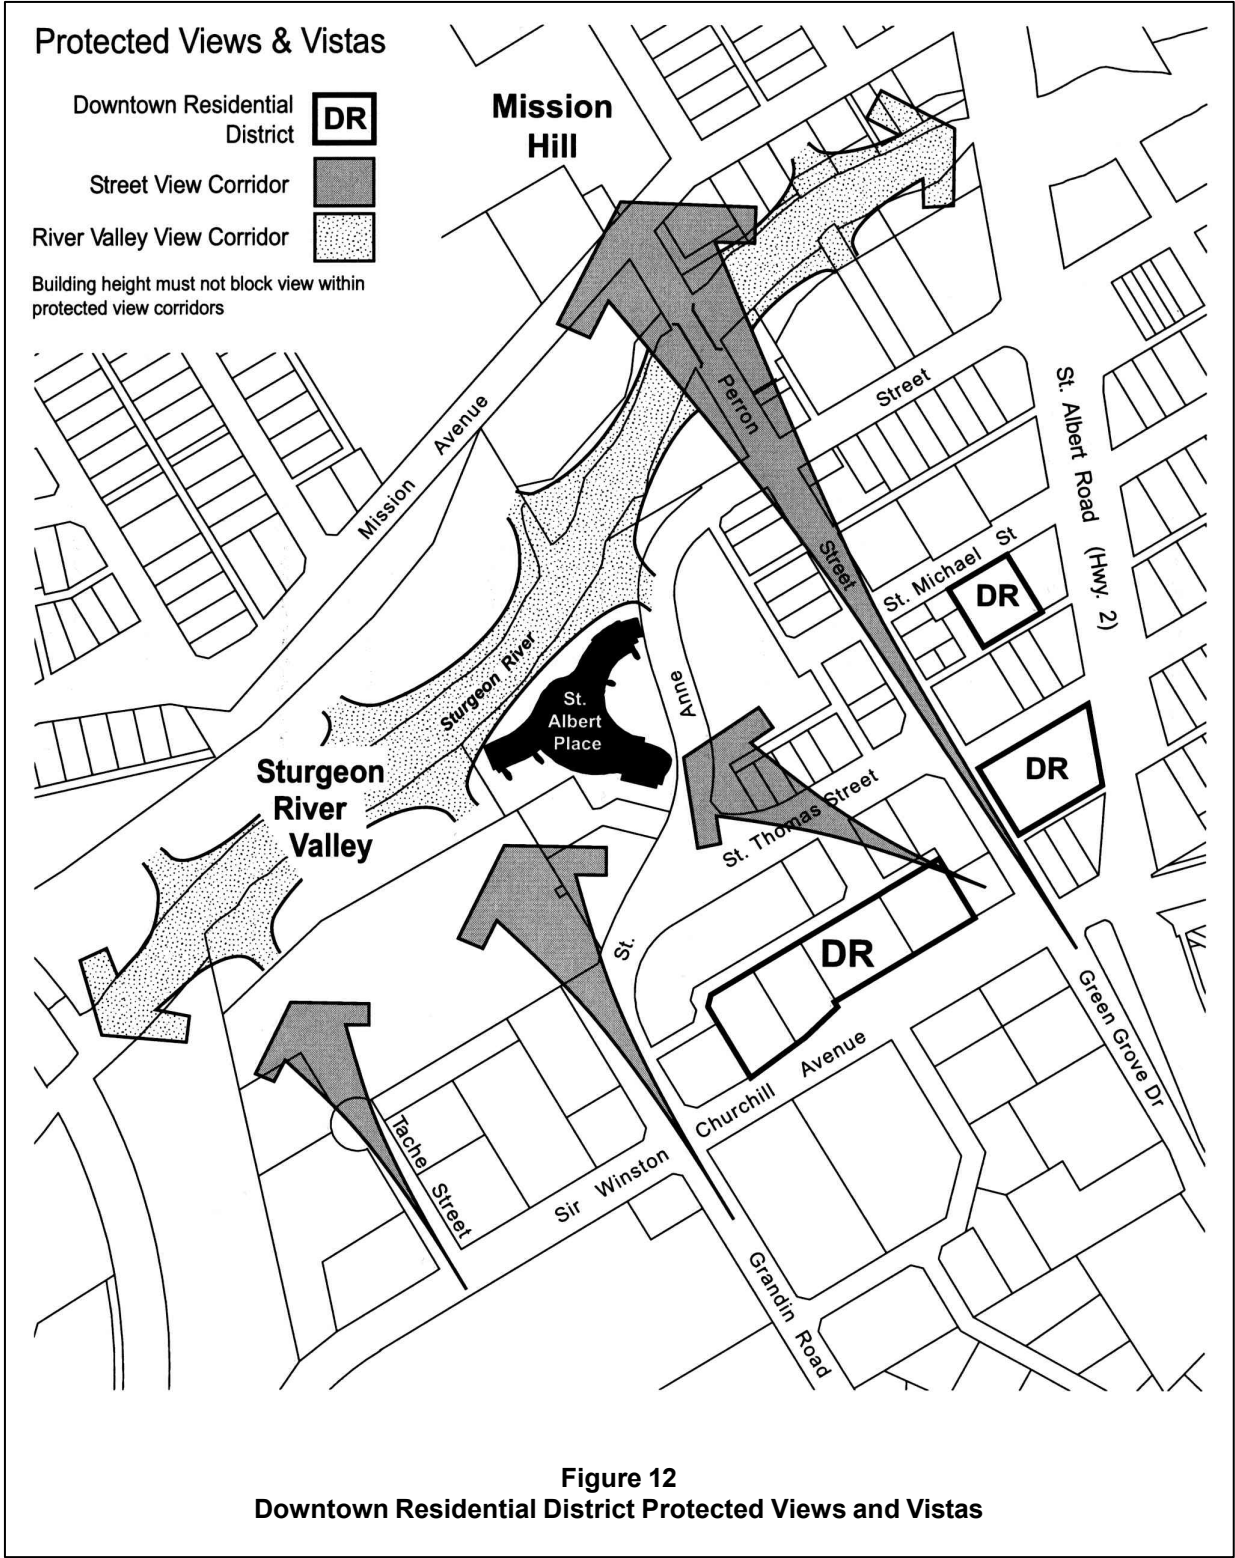 Protected Views & Vistas
Downtown Residential
District
DR
Street View Corridor
River Valley View Corridor
Building height must not block view within
protected view corridors
Mission
Hill
Mission Avenue
Perron
Street
Street
St. Albert Road (Hwy. 2)
St. Michael St
DR
Sturgeon River
St.
Albert
Place
Anne
St.
DR
Sturgeon
River
Valley
St. Thomas Street
DR
Green Grove Dr
Churchill Avenue
Sir Winston
Tache Street
Grandin Road
Figure 12
Downtown Residential District Protected Views and Vistas